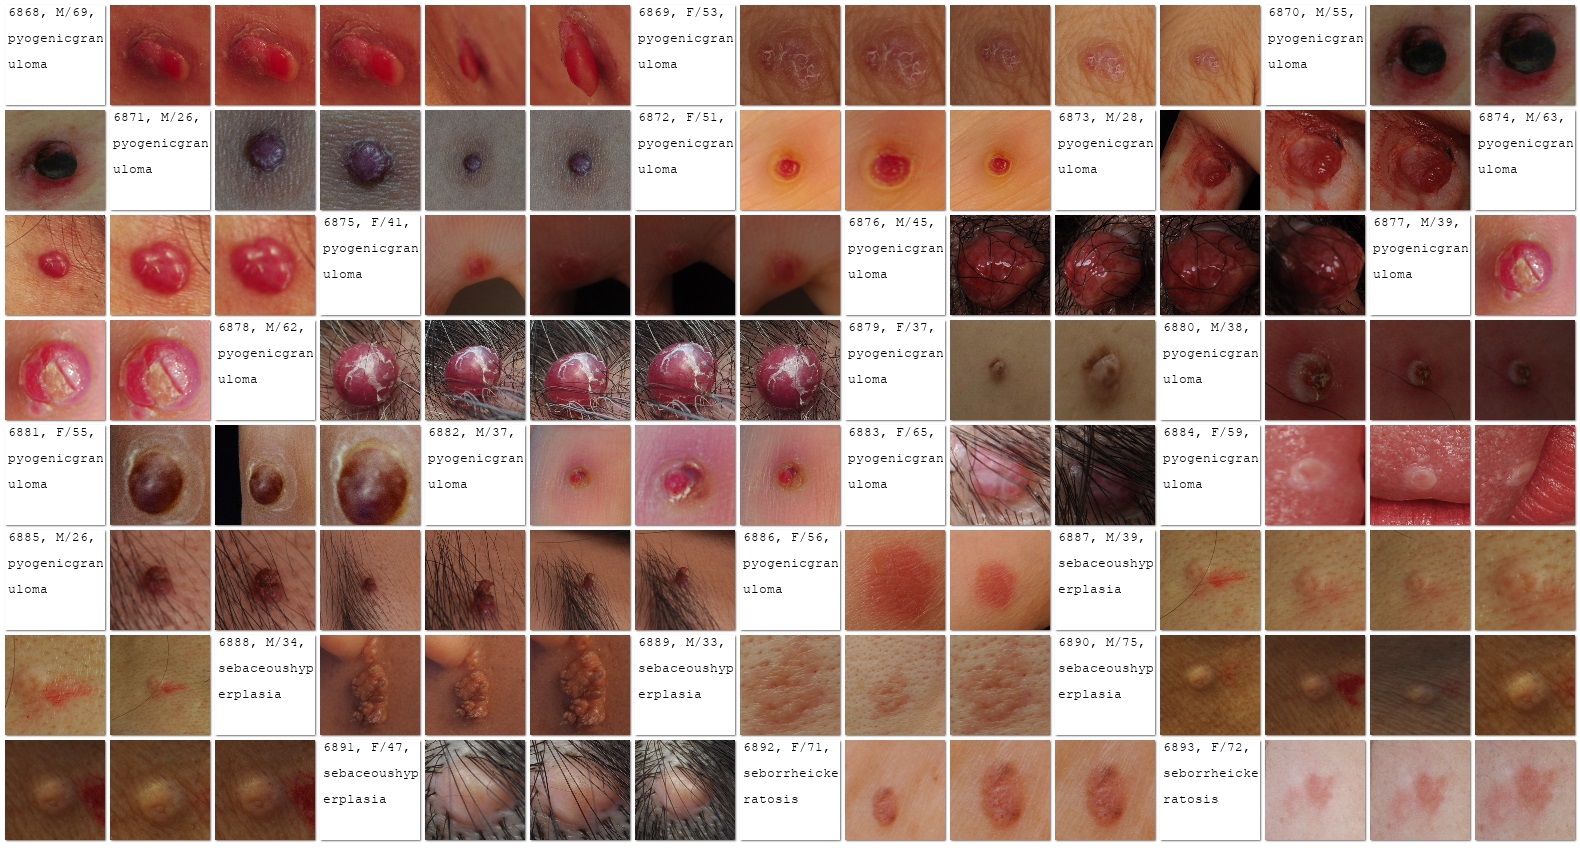 6868, M/69,
pyogenicgran
uloma
6869, F/53,
pyogenicgran
uloma
6870, M/55,
pyogenicgran
uloma
6871, M/26,
pyogenicgran
uloma
6872, F/51,
pyogenicgran
uloma
6873, M/28,
pyogenicgran
uloma
6874, M/63,
pyogenicgran
uloma
6875, F/41,
pyogenicgran
uloma
6876, M/45,
pyogenicgran
uloma
6877, M/39,
pyogenicgran
uloma
6878, M/62,
pyogenicgran
uloma
6879, F/37,
pyogenicgran
uloma
6880, M/38,
pyogenicgran
uloma
6881, F/55,
pyogenicgran
uloma
6882, M/37,
pyogenicgran
uloma
6883, F/65,
pyogenicgran
uloma
6884, F/59,
pyogenicgran
uloma
6885, M/26,
pyogenicgran
uloma
6886, F/56,
pyogenicgran
uloma
6887, M/39,
sebaceoushyp
erplasia
6888, M/34,
sebaceoushyp
erplasia
6889, M/33,
sebaceoushyp
erplasia
6890, M/75,
sebaceoushyp
erplasia
6891, F/47,
sebaceoushyp
erplasia
6892, F/71,
seborrheicke
ratosis
6893, F/72,
seborrheicke
ratosis